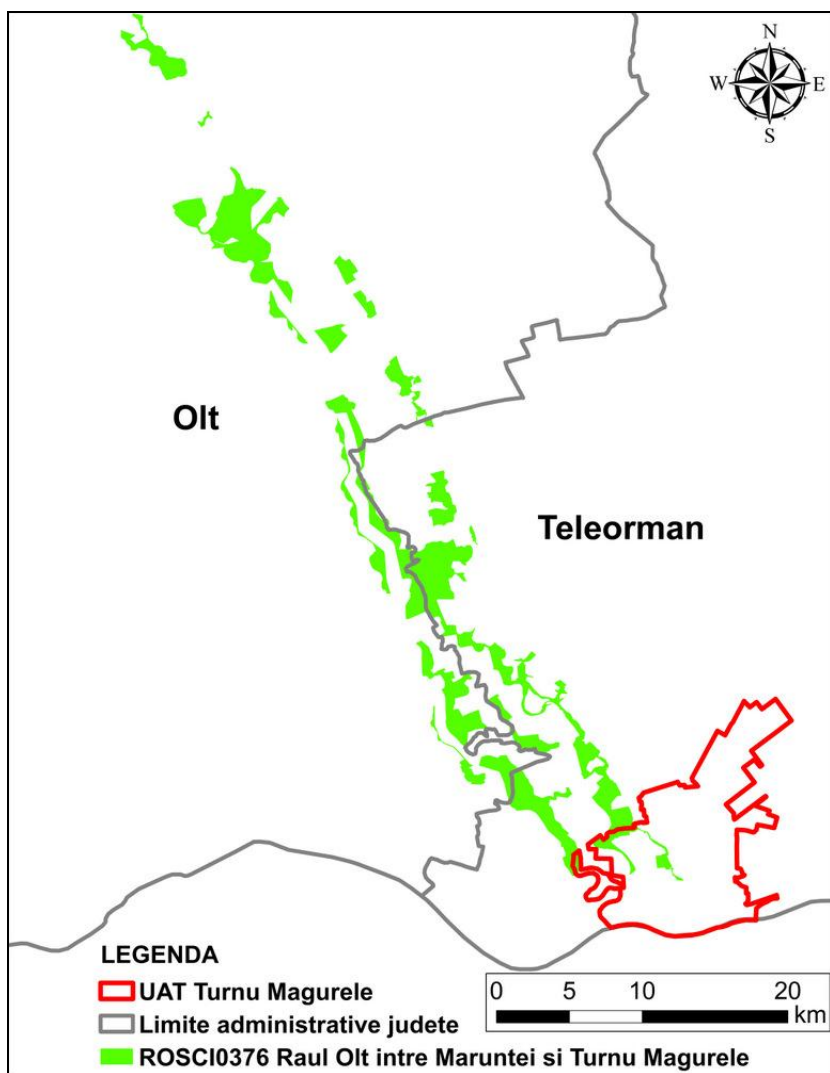 N
W E
S
Olt
Teleorman
LEGENDA
UAT Turnu Magurele
Limite administrative judete
ROSCI0376 Raul Olt intre Maruntei si Turnu Magurele
0 5 10 20
km